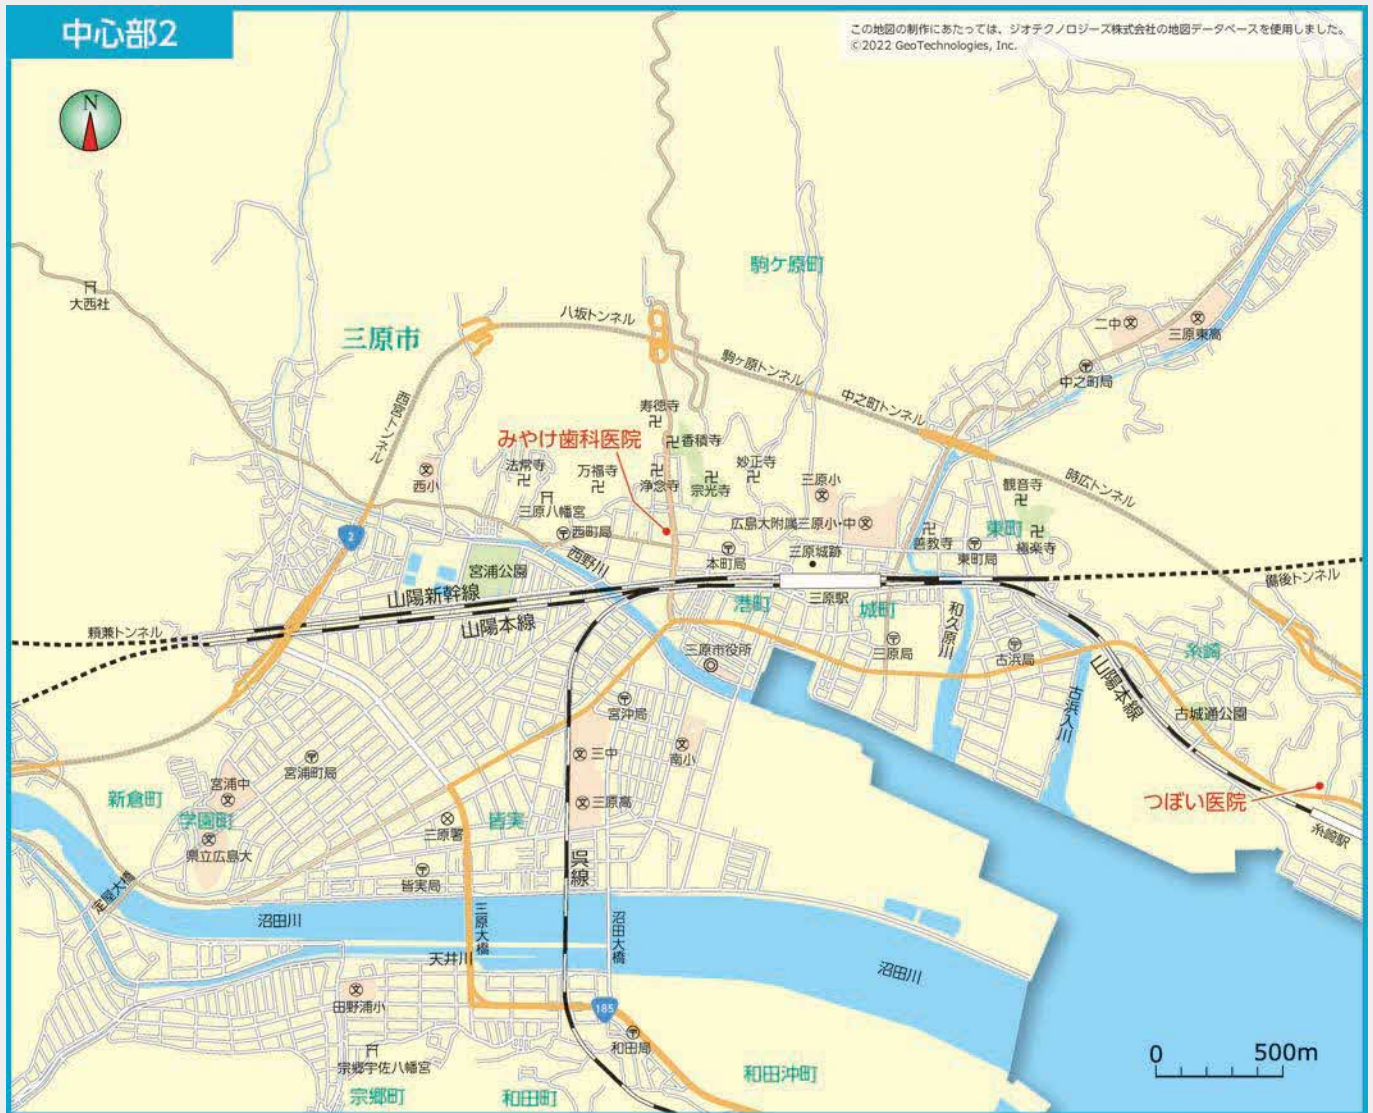 中心部2
この地図の制作にあたっては、ジオテクノロジーズ株式会社の地図データベースを使用しました。
©2022 GeoTechnologies, Inc.
N
駒ケ原町
大西社
三原市
八坂トンネル
二中
三原東高
駒ヶ原トンネル
中之町局
西宮トンネル
中之町トンネル
寿徳寺
みやけ歯科医院
香積寺
法常寺
万福寺
浄念寺
妙正寺
宗光寺
三原小
時広トンネル
観音寺
西小
三原八幡宮
西町局
広島大附属三原小・中
東町
善教寺
東町局
極楽寺
2
本町局
三原城跡
西野川
宮浦公園
山陽新幹線
備後トンネル
頼兼トンネル
山陽本線
港町
三原駅
城町
和久原川
三原市役所
三原局
古浜局
糸崎
山陽本線
古浜入川
宮沖局
古城通公園
三中
南小
宮浦町局
宮浦中
新倉町
学園町
三原高
つぼい医院
三原署
皆実
県立広島大
糸崎駅
皆実局
呉線
定屋大橋
沼田川
三原大橋
沼田大橋
天井川
沼田川
田野浦小
185
和田局
宗郷宇佐八幡宮
宗郷町
和田町
和田沖町
0 500m